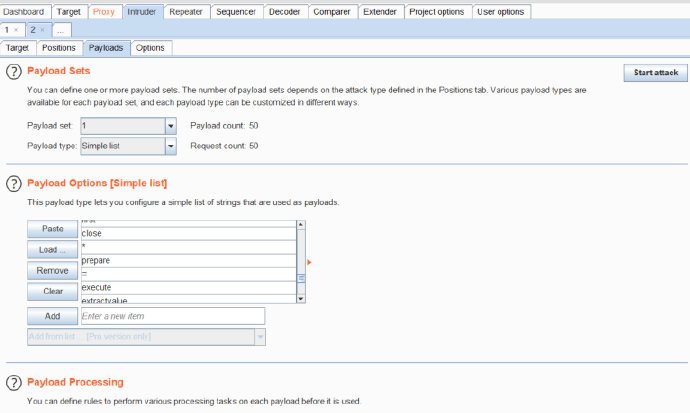 Dashboard Target Proxy Intruder Repeater Sequencer Decoder Comparer Extender Project options User options
1 × 2 × ...
Target Positions Payloads Options
? Payload Sets
Start attack
You can define one or more payload sets. The number of payload sets depends on the attack type defined in the Positions tab. Various payload types are
available for each payload set, and each payload type can be customized in different ways.
Payload set: 1 Payload count: 50
Payload type: Simple list Request count: 50
? Payload Options [Simple list]
This payload type lets you configure a simple list of strings that are used as payloads.
Paste
Load ...
Remove
Clear
close
*
prepare
=
execute
extractvalue
Add Enter a new item
Add from list ... [Pro version only]
? Payload Processing
You can define rules to perform various processing tasks on each payload before it is used.